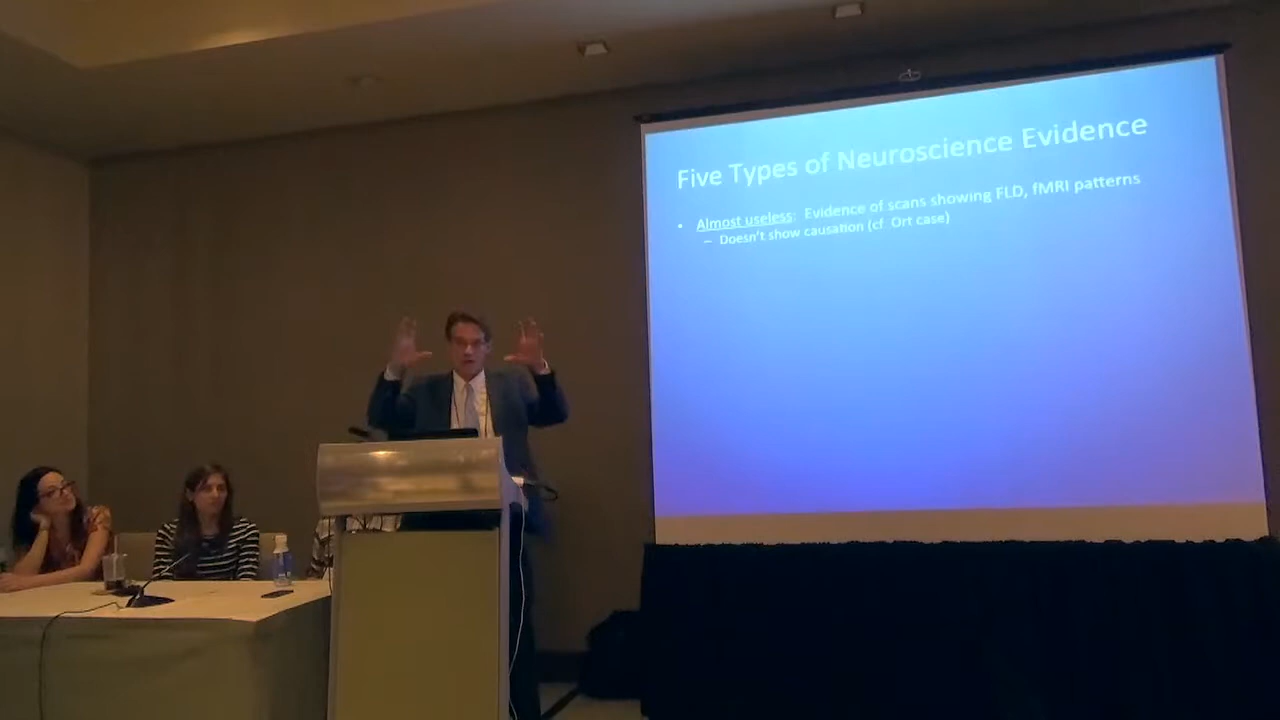 Five Types of Neuroscience Evidence
• Almost useless: Evidence of scans showing FLD, fMRI patterns
– Doesn't show causation (cf. Ort case)